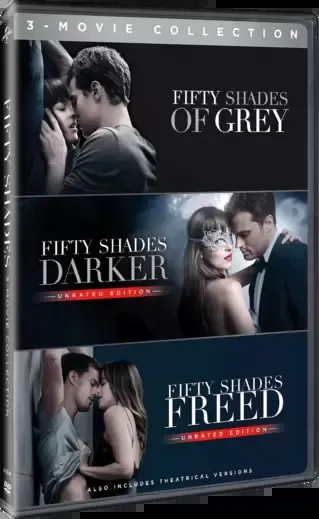 3-MOVIE COLLECTION
FIFTY SHADES
OF GREY
FIFTY SHADES
DARKER
UNRATED EDITION
FIFTY SHADES
FREED
UNRATED EDITION
ALSO INCLUDES THEATRICAL VERSIONS
FIFTY SHADES
3-MOVIE COLLECTION
DVD